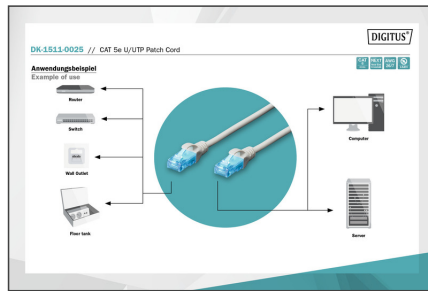 DIGITUS®
DK-1511-0025 // CAT 5e U/UTP Patch Cord
Anwendungsbeispiel
Example of use
Router
Switch
Wall Outlet
Floor tank
Computer
Server